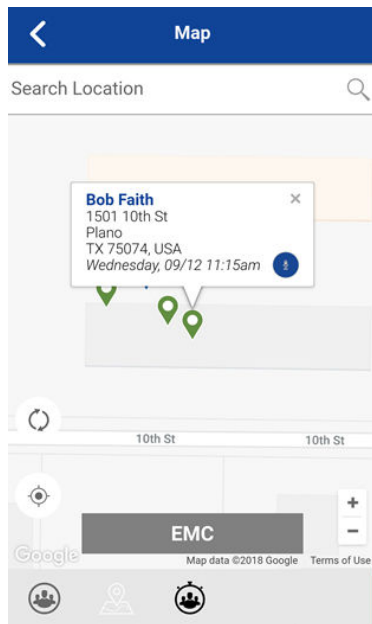 Map
Search Location
Bob Faith
1501 10th St
Plano
TX 75074, USA
Wednesday, 09/12 11:15am
10th St
10th St
EMC
Google
Map data ©2018 Google
Terms of Use